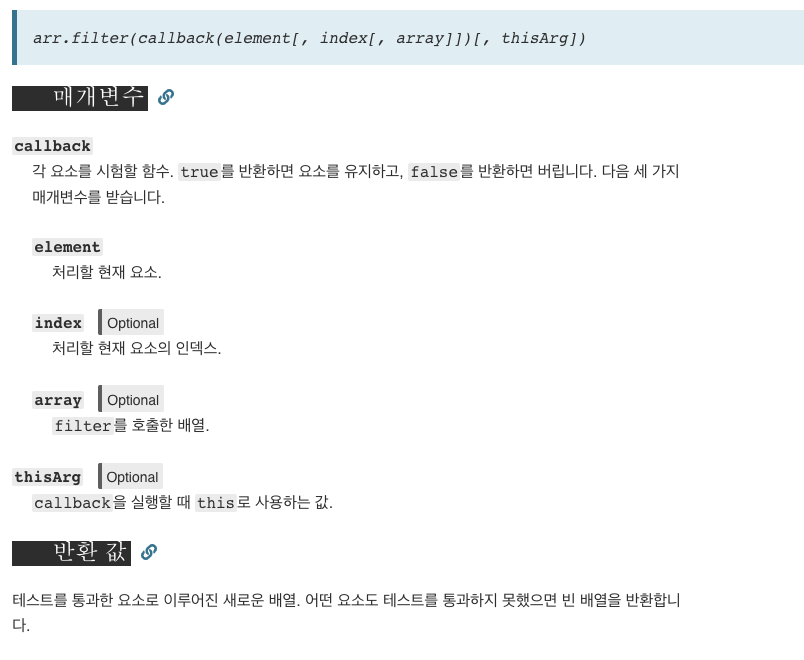 arr.filter(callback(element[, index[, array]])[, thisArg])
매개변수
callback
각 요소를 시험할 함수. true를 반환하면 요소를 유지하고, false를 반환하면 버립니다. 다음 세 가지
매개변수를 받습니다.
element
처리할 현재 요소.
index Optional
처리할 현재 요소의 인덱스.
array Optional
filter를 호출한 배열.
thisArg Optional
callback을 실행할 때 this로 사용하는 값.
반환 값
테스트를 통과한 요소로 이루어진 새로운 배열. 어떤 요소도 테스트를 통과하지 못했으면 빈 배열을 반환합니
다.